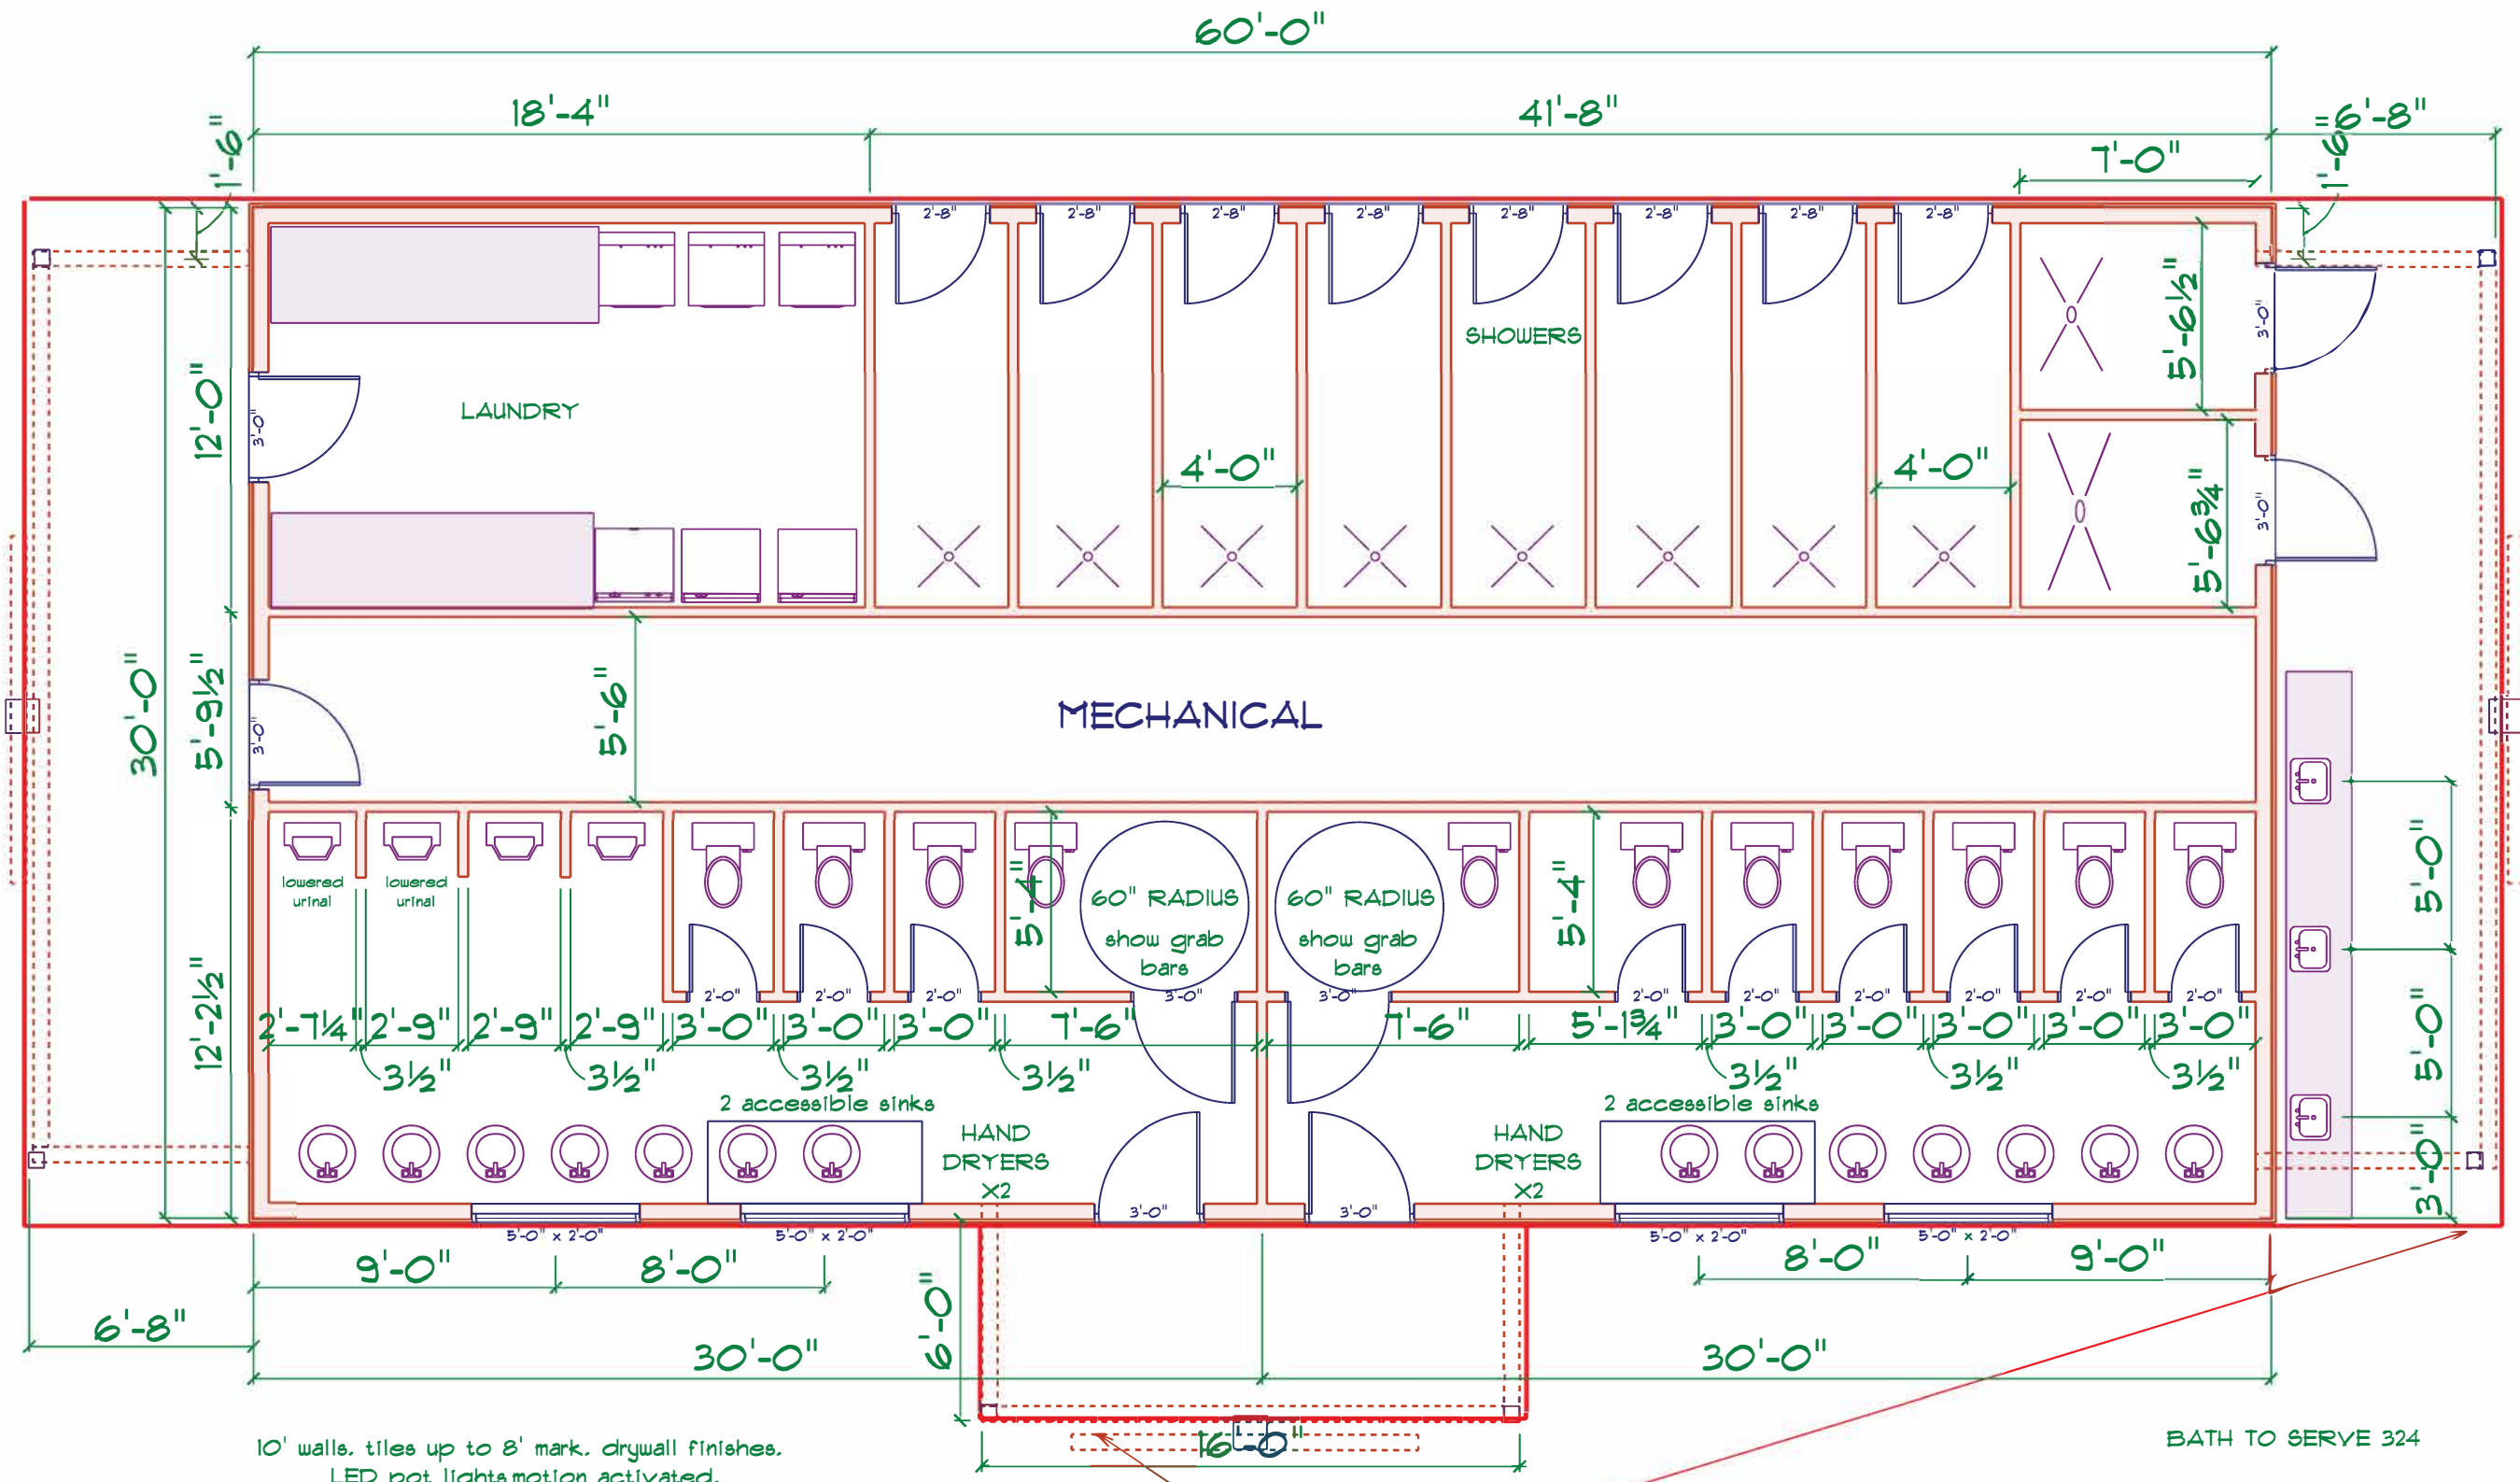 60'-0"
18'-4"
41'-8"
6'-8"
1'-6"
1'-6"
7'-0"
2'-8"
2'-8"
2'-8"
2'-8"
2'-8"
2'-8"
2'-8"
2'-8"
SHOWERS
5'-6½"
3'-0"
LAUNDRY
12'-0"
3'-0"
4'-0"
4'-0"
5'-6¾"
3'-0"
30'-0"
5'-9½"
3'-0"
5'-6"
MECHANICAL
lowered
urinal
lowered
urinal
5'-4"
60" RADIUS
show grab
bars
60" RADIUS
show grab
bars
5'-4"
5'-0"
2'-0"
2'-0"
2'-0"
3'-0"
3'-0"
2'-0"
2'-0"
2'-0"
2'-0"
2'-0"
2'-0"
12'-2½"
2'-7¼"
2'-9"
2'-9"
2'-9"
3'-0"
3'-0"
3'-0"
7'-6"
7'-6"
5'-1¾"
3'-0"
3'-0"
3'-0"
3'-0"
3'-0"
5'-0"
3½"
3½"
3½"
3½"
3½"
3½"
3½"
2 accessible sinks
2 accessible sinks
HAND
DRYERS
X2
HAND
DRYERS
X2
3'-0"
3'-0"
3'-0"
5'-0" x 2'-0"
5'-0" x 2'-0"
5'-0" x 2'-0"
5'-0" x 2'-0"
9'-0"
8'-0"
8'-0"
9'-0"
6'-8"
6'-0"
30'-0"
30'-0"
16'-0"
10' walls. tiles up to 8' mark. drywall finishes.
LED pot lights motion activated.
BATH TO SERVE 324